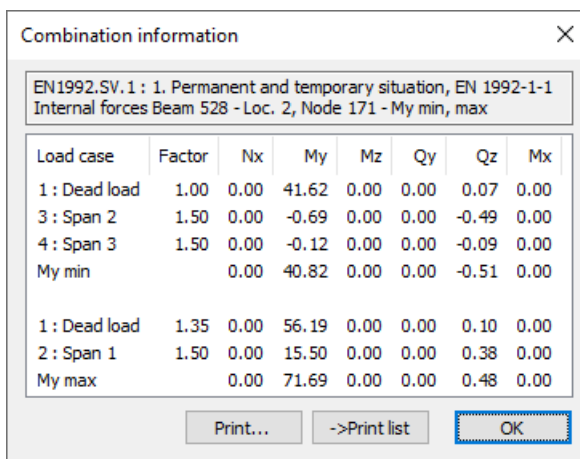 Combination information
EN1992.SV.1 : 1. Permanent and temporary situation, EN 1992-1-1
Internal forces Beam 528 - Loc. 2, Node 171 - My min, max
Load case Factor Nx My Mz Qy Qz Mx
1 : Dead load 1.00 0.00 41.62 0.00 0.00 0.07 0.00
3 : Span 2 1.50 0.00 -0.69 0.00 0.00 -0.49 0.00
4 : Span 3 1.50 0.00 -0.12 0.00 0.00 -0.09 0.00
My min 0.00 40.82 0.00 0.00 -0.51 0.00
1 : Dead load 1.35 0.00 56.19 0.00 0.00 0.10 0.00
2 : Span 1 1.50 0.00 15.50 0.00 0.00 0.38 0.00
My max 0.00 71.69 0.00 0.00 0.48 0.00
Print... ->Print list OK